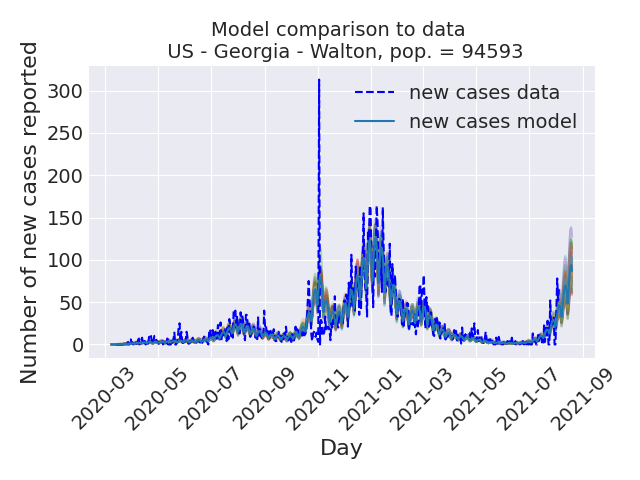 Model comparison to data
US - Georgia - Walton, pop. = 94593
Number of new cases reported
300
250
200
150
100
50
0
new cases data
new cases model
2020-03
2020-05
2020-07
2020-09
2020-11
2021-01
2021-03
2021-05
2021-07
2021-09
Day